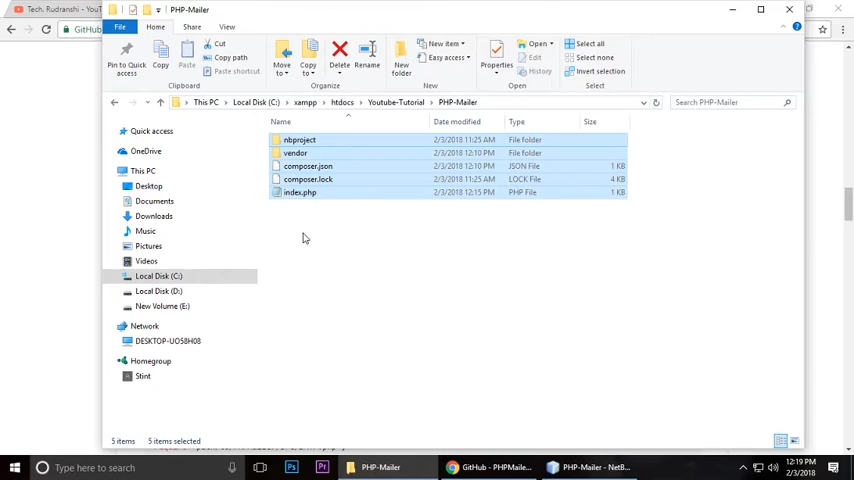 Tech. Rudranshi - YouT
PHP-Mailer
GitHub
File Home Share View
Pin to Quick access
Copy
Paste
Cut
Copy path
Paste shortcut
Clipboard
Move to
Copy to
Delete
Rename
Organize
New folder
New item
Easy access
New
Properties
Open
Edit
History
Open
Select all
Select none
Invert selection
Select
This PC Local Disk (C:) xampp htdocs Youtube-Tutorial PHP-Mailer
Search PHP-Mailer
Name Date modified Type Size
nbproject 2/3/2018 11:25 AM File folder
vendor 2/3/2018 12:10 PM File folder
composer.json 2/3/2018 12:10 PM JSON File 1 KB
composer.lock 2/3/2018 11:25 AM LOCK File 4 KB
index.php 2/3/2018 12:15 PM PHP File 1 KB
Quick access
OneDrive
This PC
Desktop
Documents
Downloads
Music
Pictures
Videos
Local Disk (C:)
Local Disk (D:)
New Volume (E:)
Network
DESKTOP-UO58H08
Homegroup
Stint
5 items 5 items selected
Type here to search
Ps
Pr
PHP-Mailer
GitHub - PHPMaile...
PHP-Mailer - NetB...
12:19 PM
2/3/2018